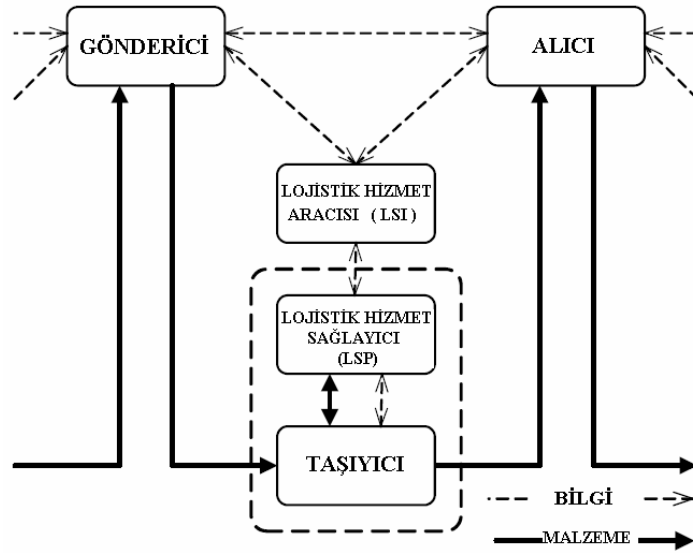 GÖNDERİCİ
ALICI
LOJİSTİK HİZMET
ARACISI ( LSI )
LOJİSTİK HİZMET
SAĞLAYICI
(LSP)
TAŞIYICI
BİLGİ
MALZEME